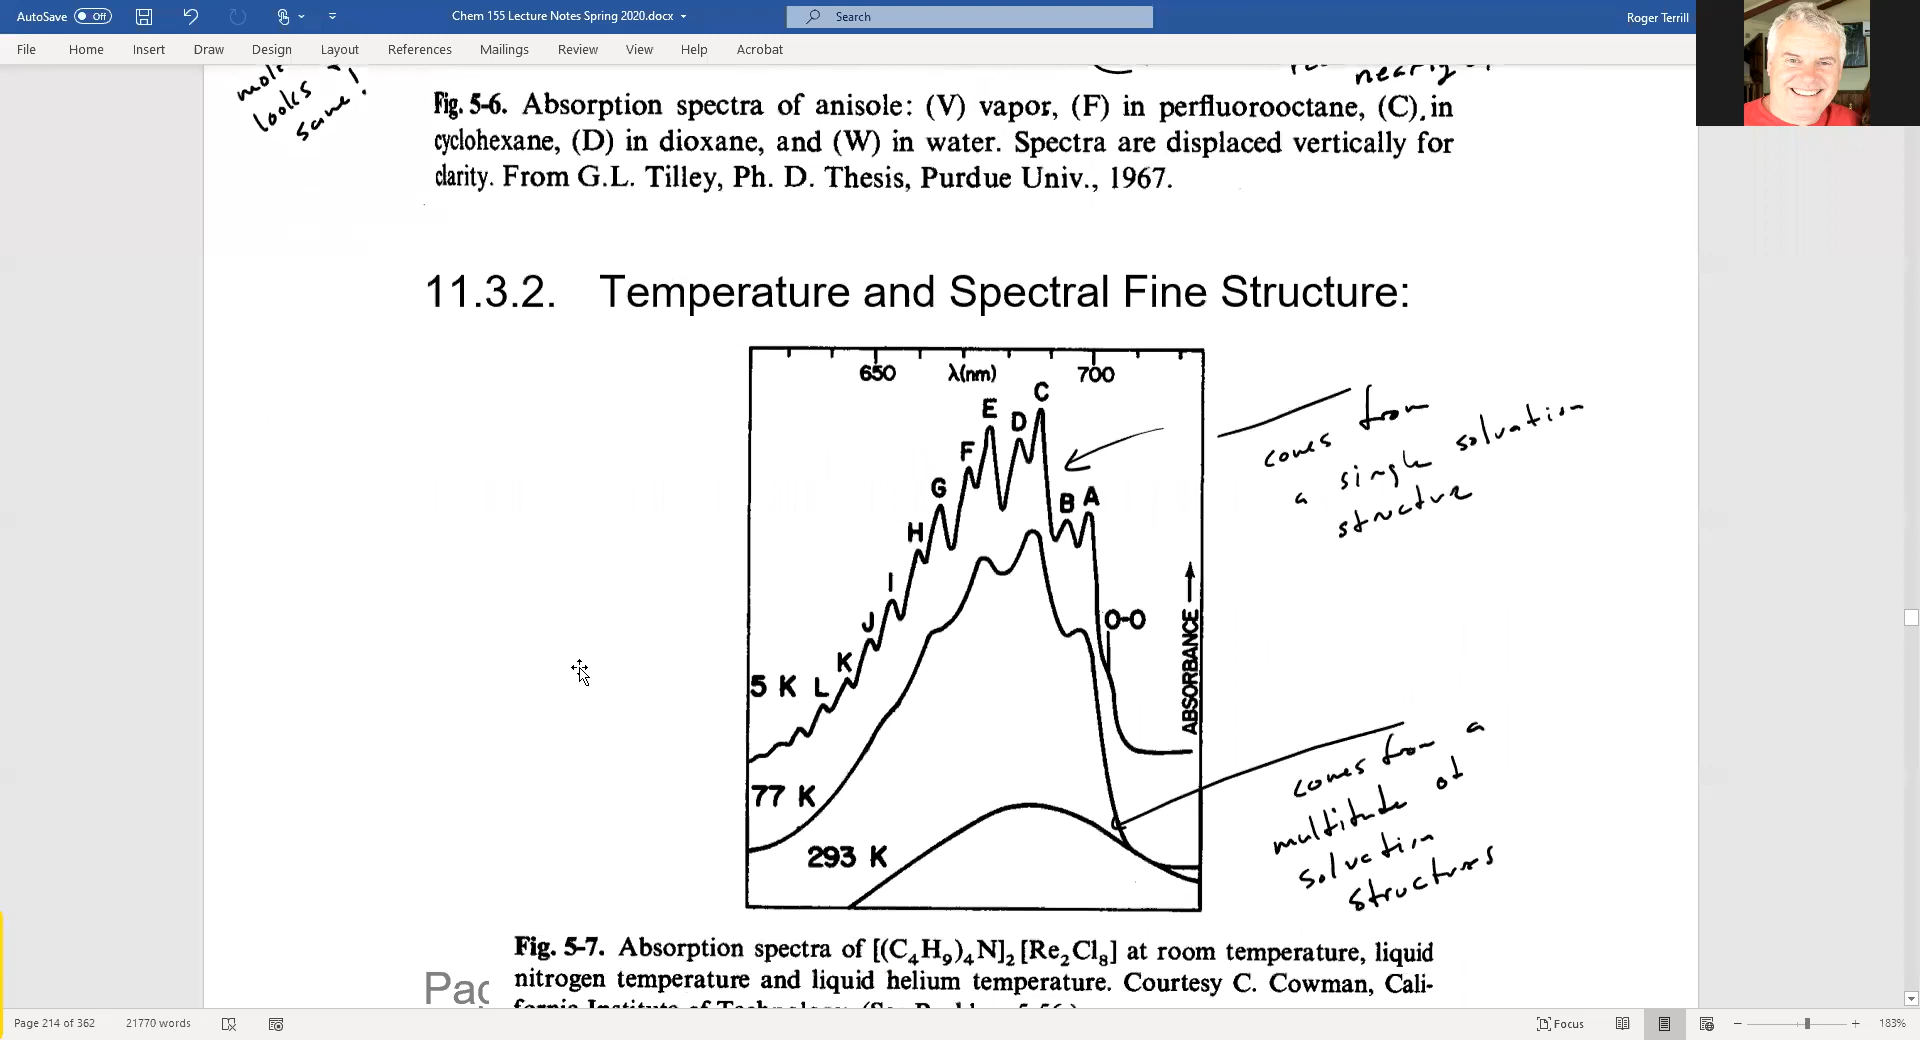 AutoSave Off Chem 155 Lecture Notes Spring 2020.docx Search Roger Terrill
File Home Insert Draw Design Layout References Mailings Review View Help Acrobat
looks
same!
nearly
Fig. 5-6. Absorption spectra of anisole: (V) vapor, (F) in perfluorooctane, (C) in
cyclohexane, (D) in dioxane, and (W) in water. Spectra are displaced vertically for
clarity. From G.L. Tilley, Ph. D. Thesis, Purdue Univ., 1967.
11.3.2. Temperature and Spectral Fine Structure:
650 λ(nm) 700
C
E
D
F
G
B A
H
I
J
K
L
5 K
0-0
ABSORBANCE
77 K
293 K
comes from
a single solvation
structure
comes from a
multitude of
solvation
structures
Fig. 5-7. Absorption spectra of [(C₄H₉)₄N]₂ [Re₂Cl₈] at room temperature, liquid
nitrogen temperature and liquid helium temperature. Courtesy C. Cowman, Cali-
fornia Institute of Technology.
Page 214 of 362 21770 words Focus 183%